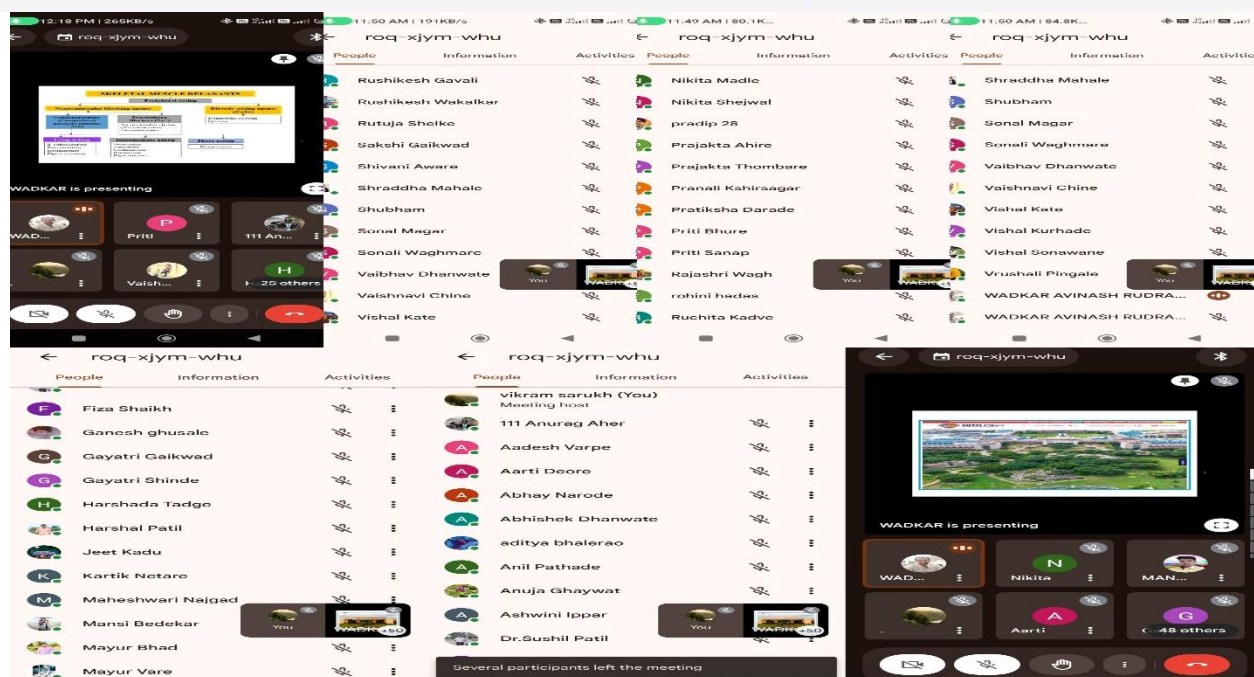 12:18 PM | 265KB/s
← roq-xjym-whu
SKELETAL MUSCLE RELAXANTS
WADKAR is presenting
WAD...
Priti
111 An...
Vaish...
25 others
11:50 AM | 191KB/s
← roq-xjym-whu
People Information Activities
Rushikesh Gavali
Rushikesh Wakalkar
Rutuja Shelke
Sakshi Gaikwad
Shivani Aware
Shraddha Mahale
Shubham
Sonal Magar
Sonali Waghmare
Vaibhav Dhanwate
Vaishnavi Chine
Vishal Kate
You
11:49 AM | 80.1K...
← roq-xjym-whu
People Information Activities
Nikita Madle
Nikita Shejwal
pradip 28
Prajakta Ahire
Prajakta Thombare
Pranali Kshirsagar
Pratiksha Darade
Priti Bhure
Priti Sanap
Rajashri Wagh
rohini hadas
Ruchita Kadve
You
11:50 AM | 84.8K...
← roq-xjym-whu
People Information Activities
Shraddha Mahale
Shubham
Sonal Magar
Sonali Waghmare
Vaibhav Dhanwate
Vaishnavi Chine
Vishal Kate
Vishal Kurhade
Vishal Sonawane
Vrushali Pingale
WADKAR AVINASH RUDRA...
WADKAR AVINASH RUDRA...
You
← roq-xjym-whu
People Information Activities
F Fiza Shaikh
Ganesh ghusale
G Gayatri Gaikwad
G Gayatri Shinde
H Harshada Tadge
Harshal Patil
Jeet Kadu
K Kartik Netare
M Maheshwari Najgad
Mansi Bedekar
Mayur Bhad
Mayur Vare
You
+50
← roq-xjym-whu
People Information Activities
vikram sarukh (You)
Meeting host
111 Anurag Aher
A Aadesh Varpe
A Aarti Deore
A Abhay Narode
A Abhishek Dhanwate
aditya bhalerao
A Anil Pathade
Anuja Ghaywat
A Ashwini Ippar
Dr.Sushil Patil
You
+50
Several participants left the meeting
← roq-xjym-whu
WADKAR is presenting
WAD...
Nikita
MAN...
Aarti
48 others